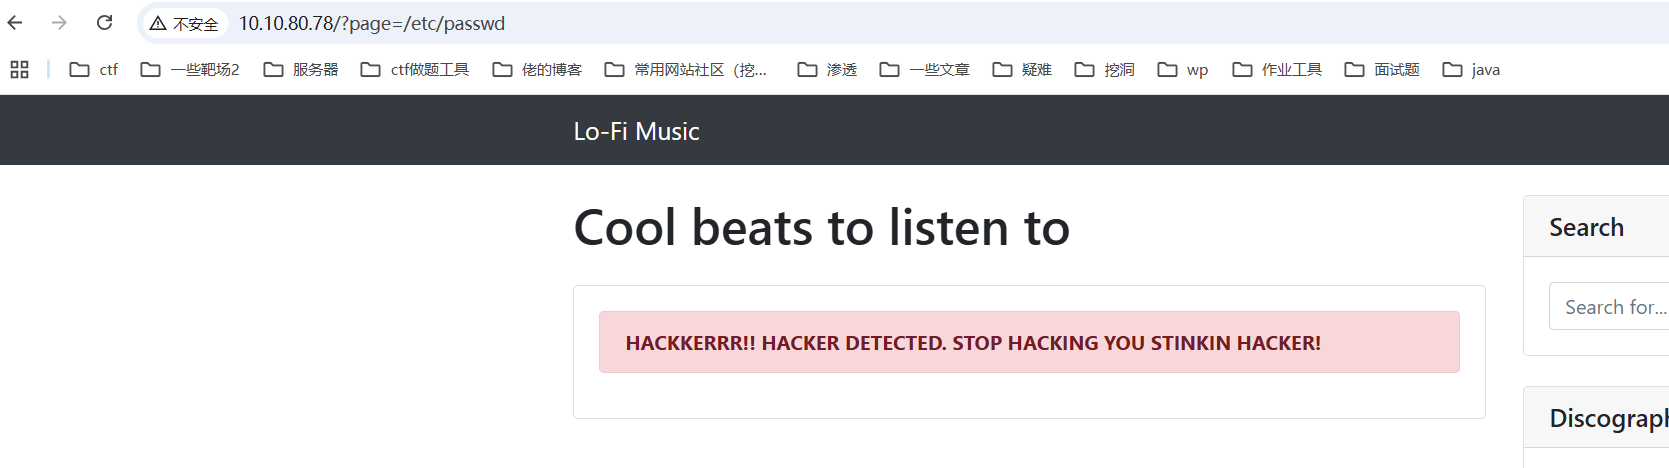 不安全 10.10.80.78/?page=/etc/passwd
ctf 一些靶场2 服务器 ctf做题工具 佬的博客 常用网站社区（挖... 渗透 一些文章 疑难 挖洞 wp 作业工具 面试题 java
Lo-Fi Music
Cool beats to listen to
HACKKERRR!! HACKER DETECTED. STOP HACKING YOU STINKIN HACKER!
Search
Search for...
Discograph